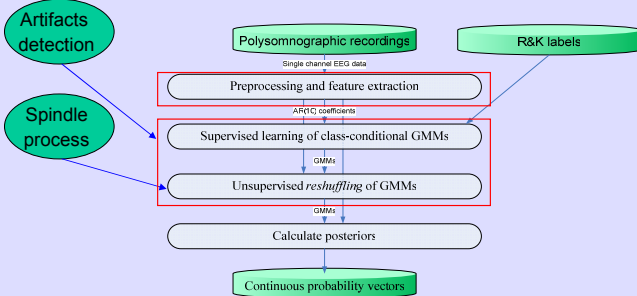 Artifacts
detection
Polysomnographic recordings
R&K labels
Single channel EEG data
Preprocessing and feature extraction
AR(10) coefficients
Spindle
process
Supervised learning of class-conditional GMMs
GMMs
Unsupervised reshuffling of GMMs
GMMs
Calculate posteriors
Continuous probability vectors